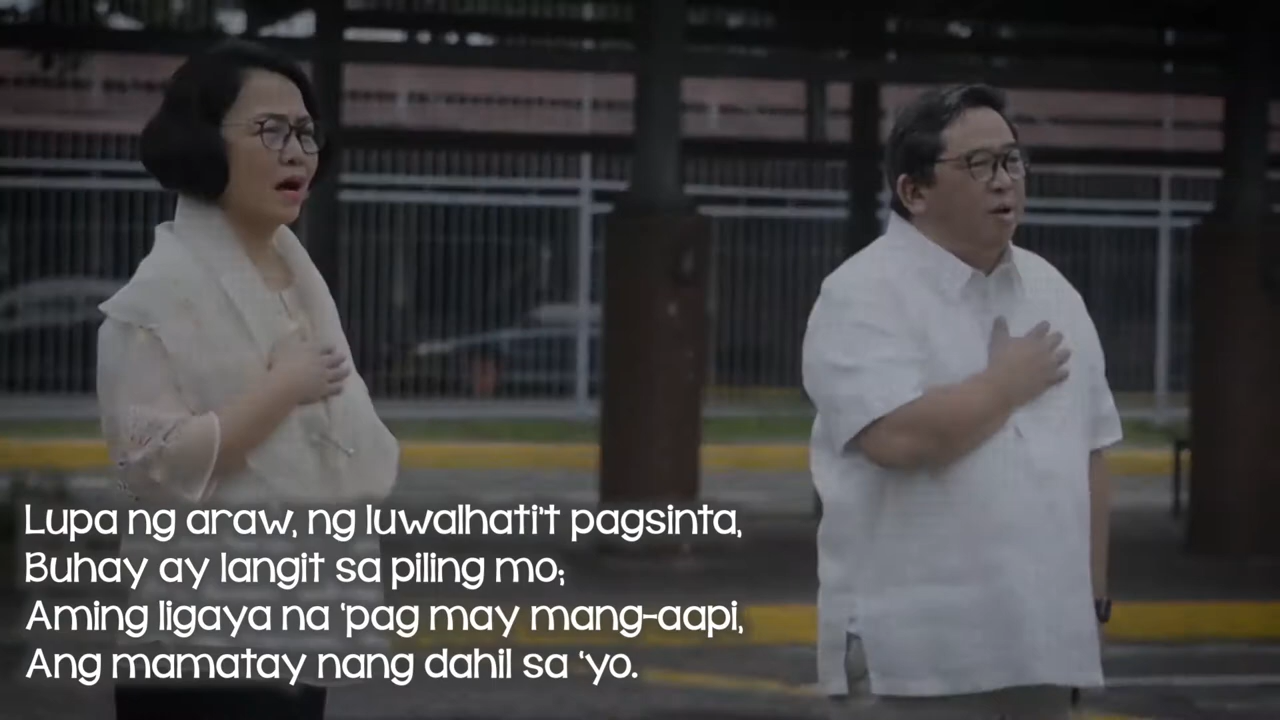 Lupa ng araw, ng luwalhati't pagsinta,
Buhay ay langit sa piling mo;
Aming ligaya na 'pag may mang-aapi,
Ang mamatay nang dahil sa 'yo.